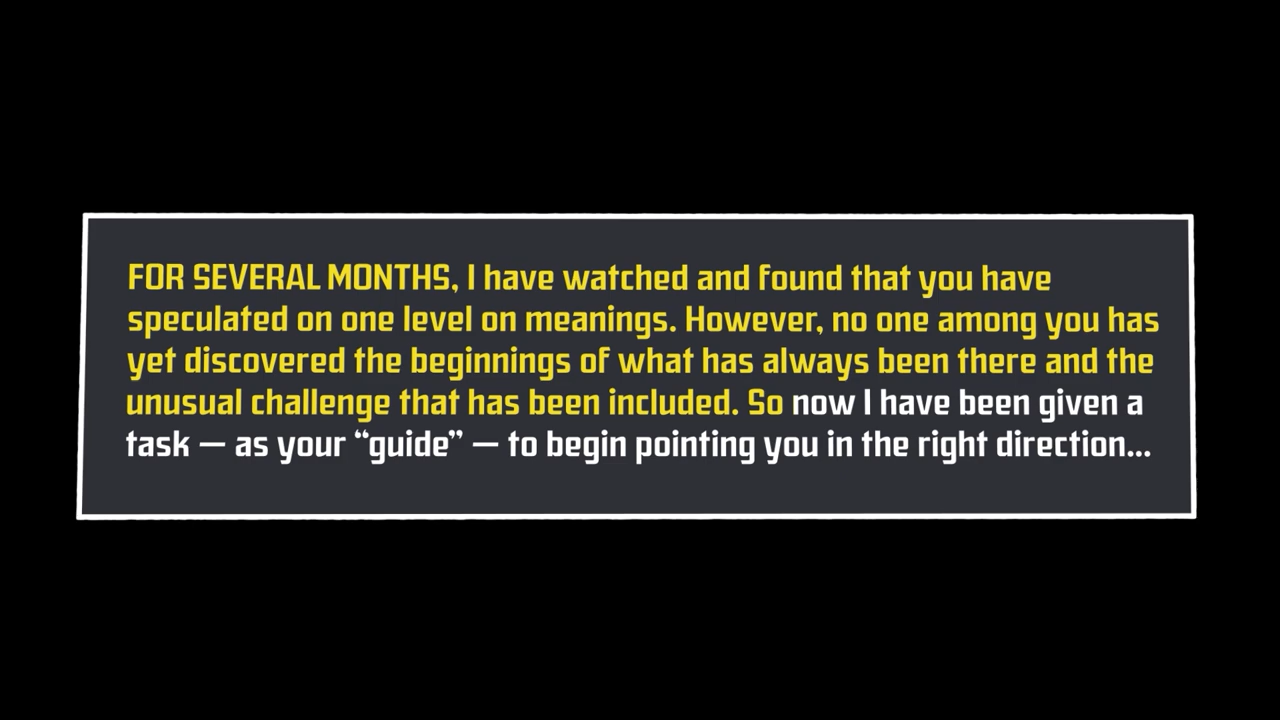 FOR SEVERAL MONTHS, I have watched and found that you have
speculated on one level on meanings. However, no one among you has
yet discovered the beginnings of what has always been there and the
unusual challenge that has been included. So now I have been given a
task — as your “guide” — to begin pointing you in the right direction...